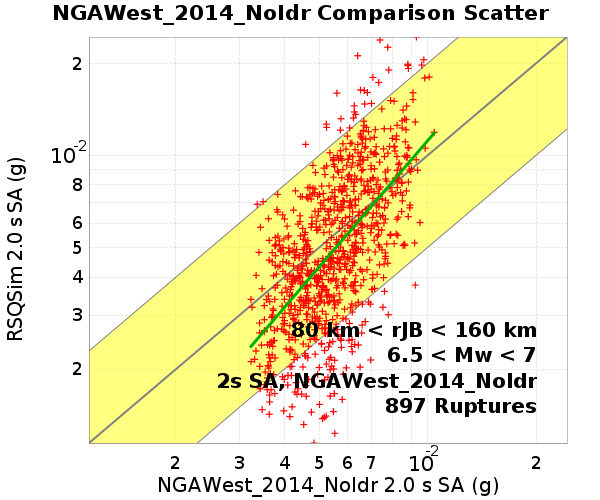 NGAWest_2014_NoIdr Comparison Scatter
2
10-2
8
6
5
4
3
2
RSQSim 2.0 s SA (g)
80 km < rJB < 160 km
6.5 < Mw < 7
2s SA, NGAWest_2014_NoIdr
897 Ruptures
2 3 4 5 6 7 10-2 2
NGAWest_2014_NoIdr 2.0 s SA (g)